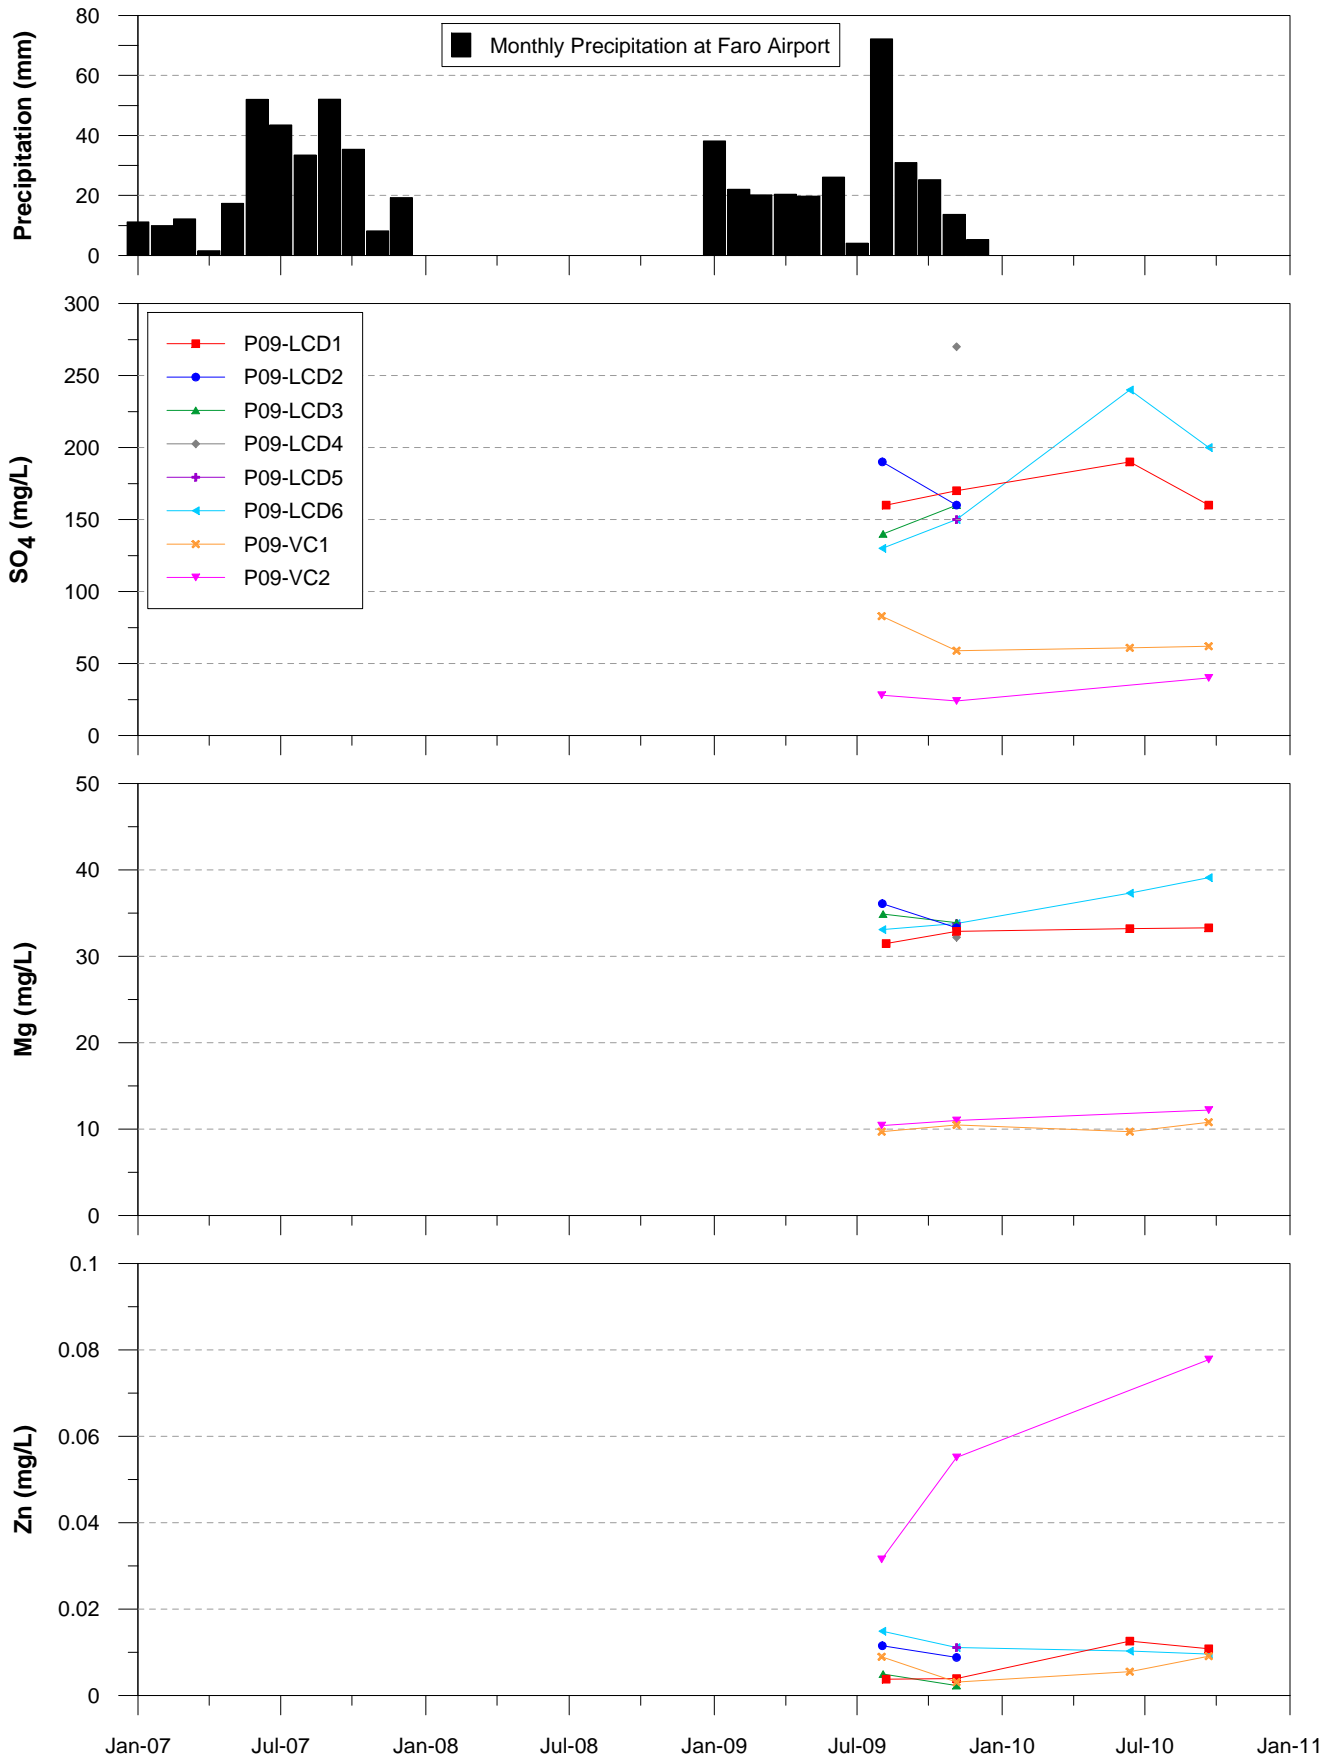 80
60
40
20
0
Precipitation (mm)
Monthly Precipitation at Faro Airport
300
250
200
150
100
50
0
SO4 (mg/L)
P09-LCD1
P09-LCD2
P09-LCD3
P09-LCD4
P09-LCD5
P09-LCD6
P09-VC1
P09-VC2
50
40
30
20
10
0
Mg (mg/L)
0.1
0.08
0.06
0.04
0.02
0
Zn (mg/L)
Jan-07 Jul-07 Jan-08 Jul-08 Jan-09 Jul-09 Jan-10 Jul-10 Jan-11